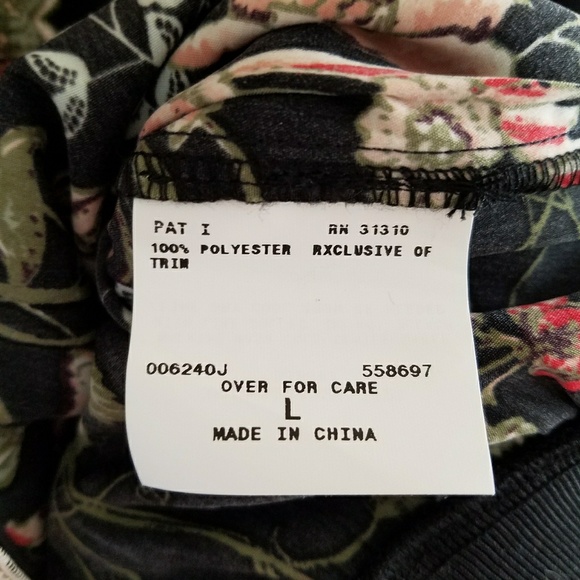 PAT I RN 31310
100% POLYESTER RXCLUSIVE OF
TRIM
006240J 558697
OVER FOR CARE
L
MADE IN CHINA